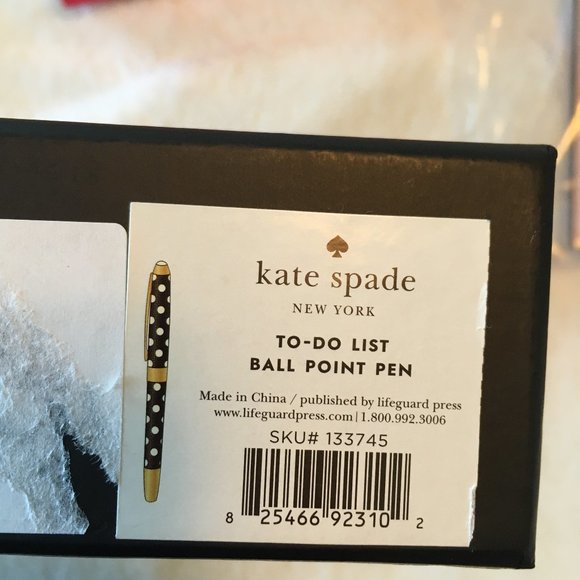 kate spade
NEW YORK
TO-DO LIST
BALL POINT PEN
Made in China / published by lifeguard press
www.lifeguardpress.com | 1.800.992.3006
SKU# 133745
8 25466 92310 2